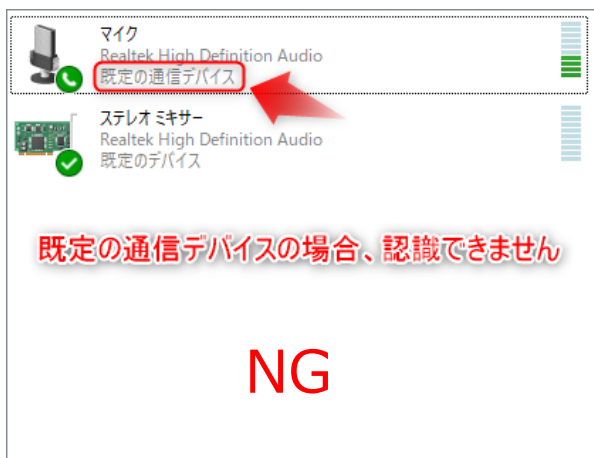 マイク
Realtek High Definition Audio
既定の通信デバイス
ステレオ ミキサー
Realtek High Definition Audio
既定のデバイス
既定の通信デバイスの場合、認識できません
NG